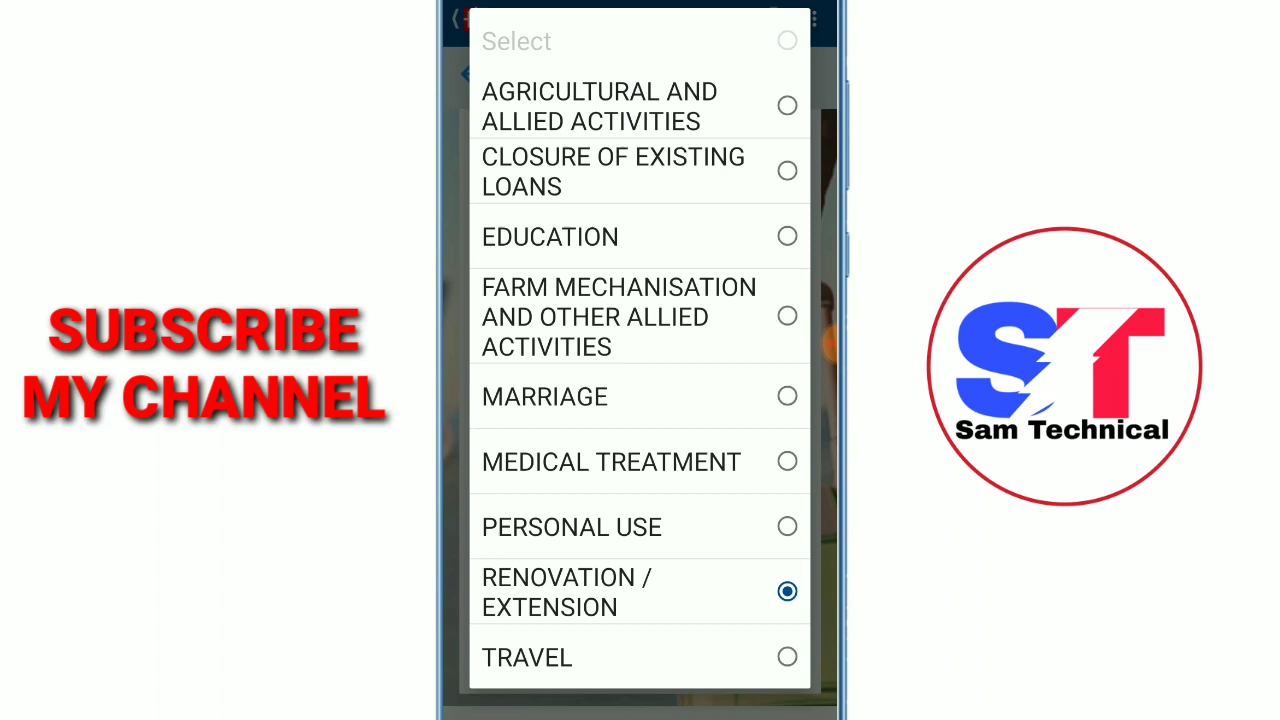 Select
AGRICULTURAL AND
ALLIED ACTIVITIES
CLOSURE OF EXISTING
LOANS
EDUCATION
FARM MECHANISATION
AND OTHER ALLIED
ACTIVITIES
MARRIAGE
MEDICAL TREATMENT
PERSONAL USE
RENOVATION /
EXTENSION
TRAVEL
SUBSCRIBE
MY CHANNEL
ST
Sam Technical